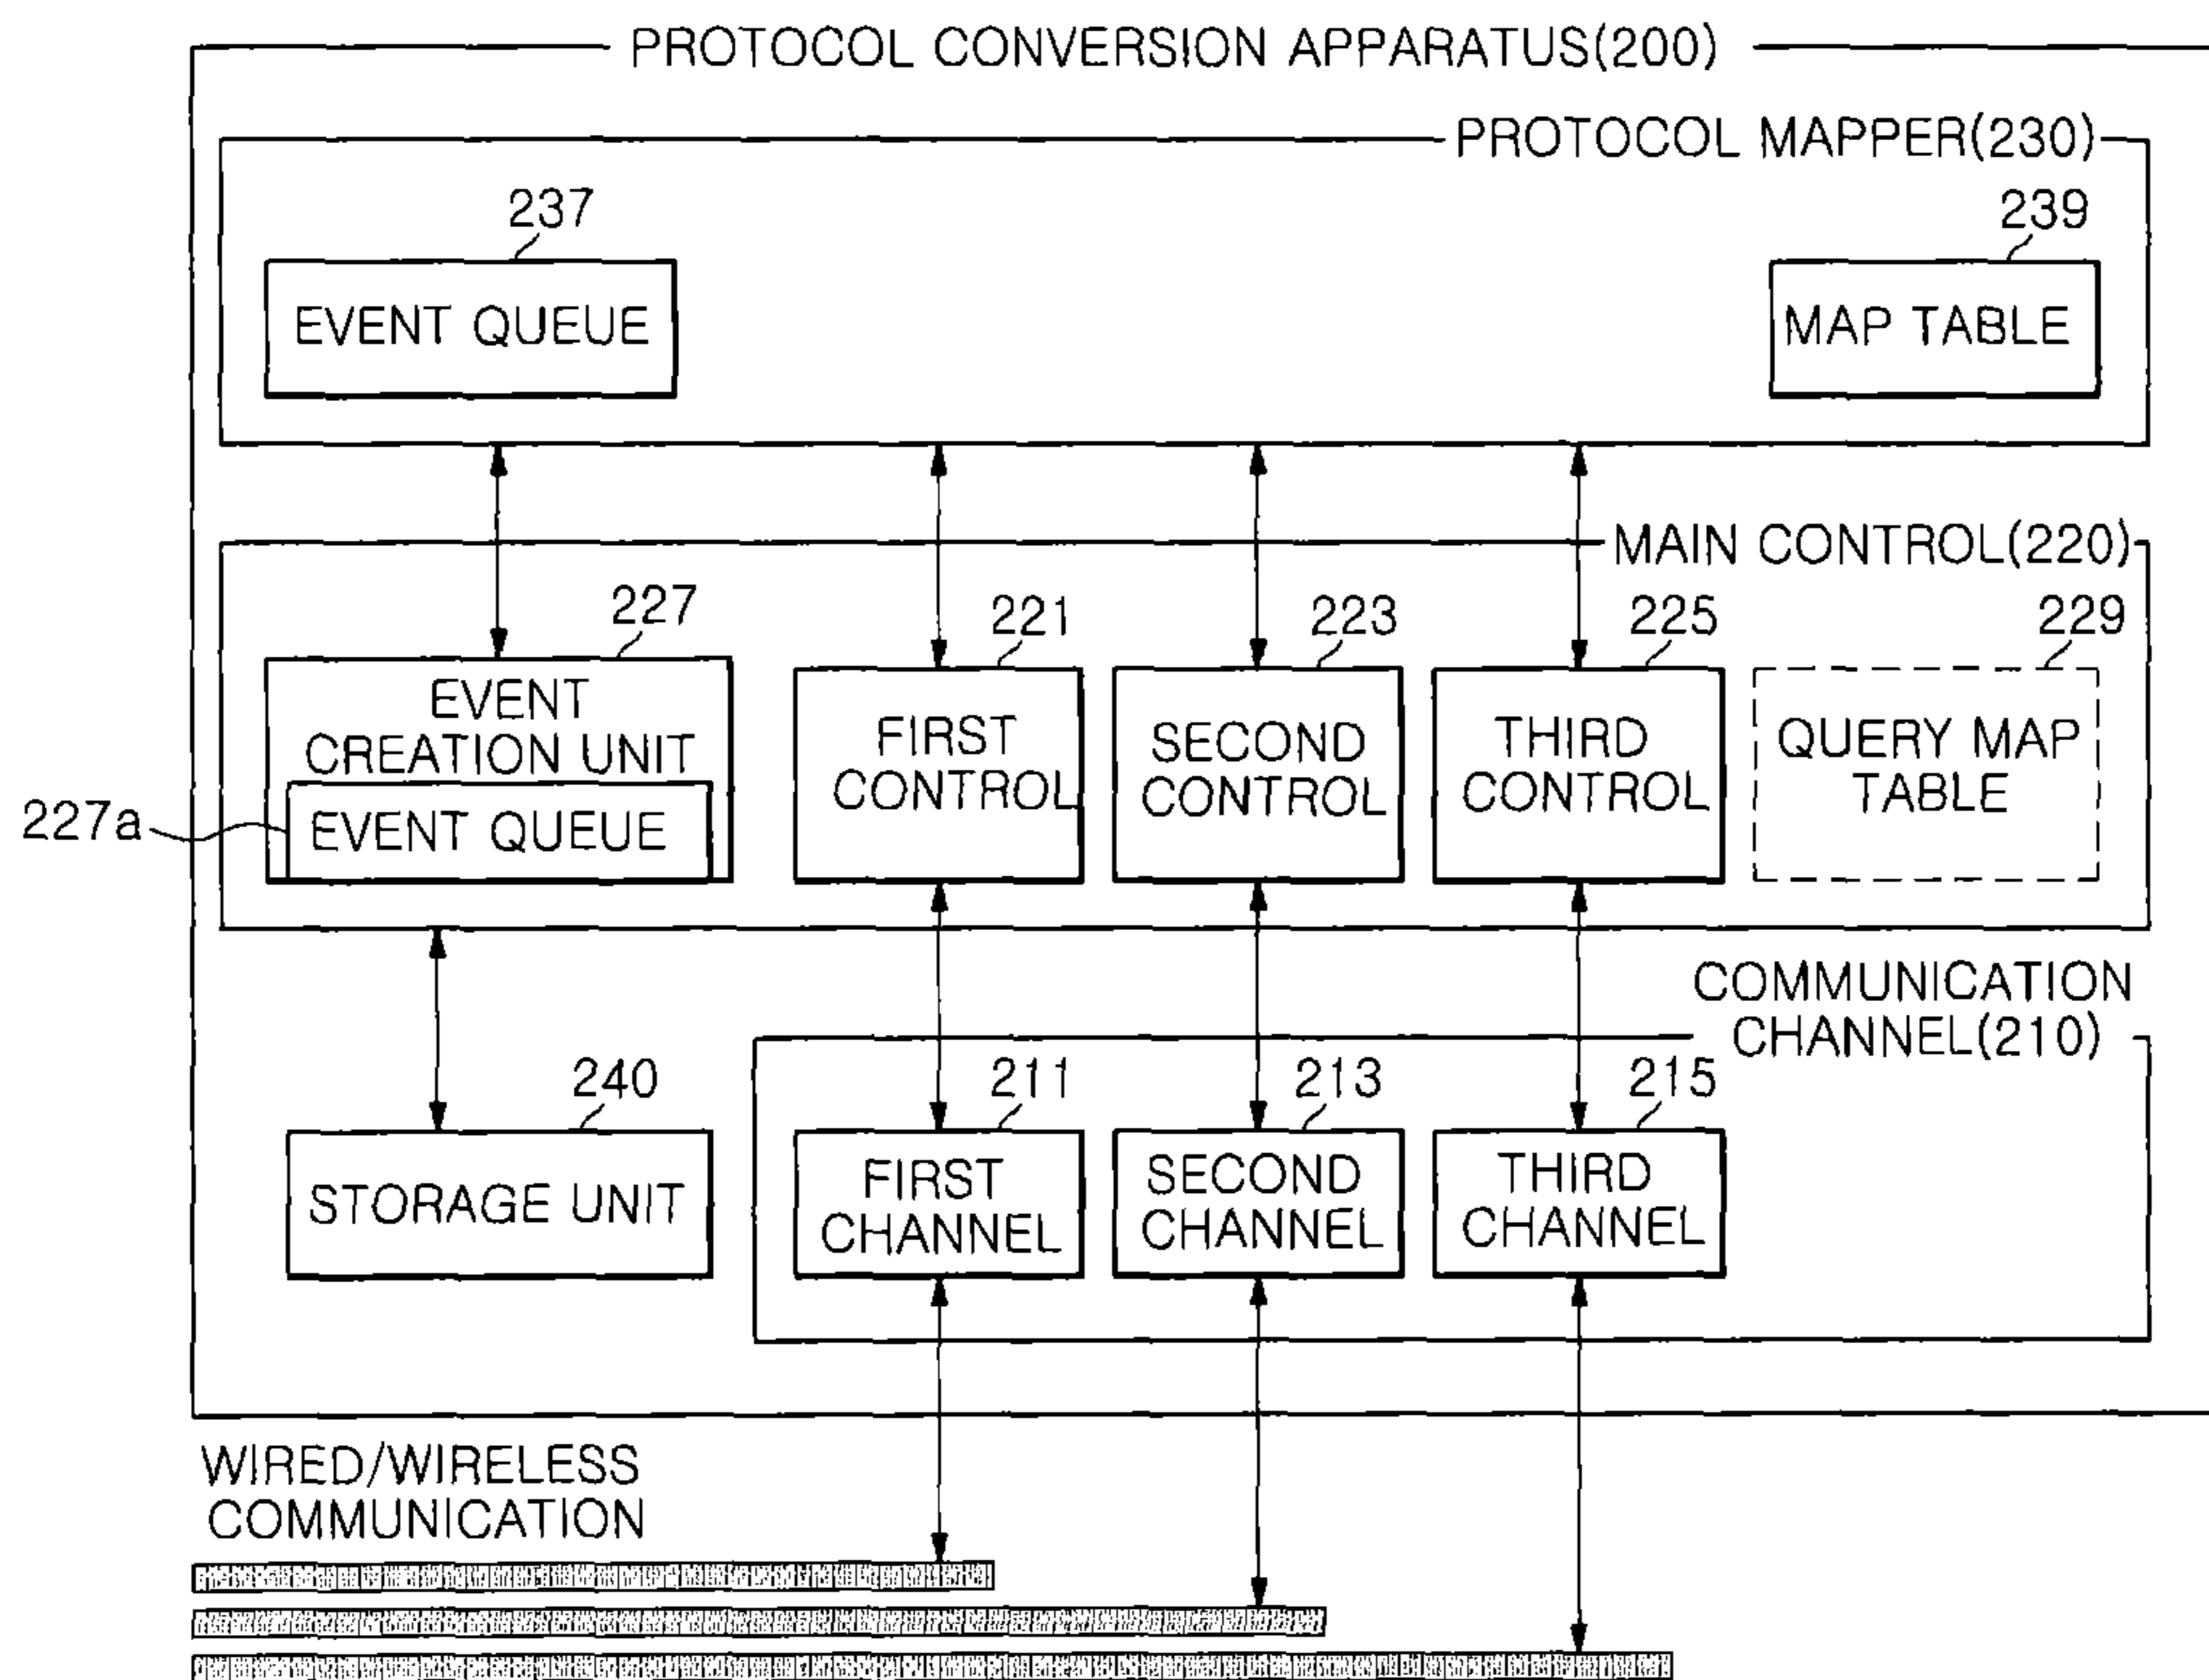 PROTOCOL CONVERSION APPARATUS(200)
PROTOCOL MAPPER(230)
237
239
EVENT QUEUE
MAP TABLE
MAIN CONTROL(220)
227
221
223
225
229
EVENT
CREATION UNIT
227a
EVENT QUEUE
FIRST
CONTROL
SECOND
CONTROL
THIRD
CONTROL
QUERY MAP
TABLE
COMMUNICATION
CHANNEL(210)
240
211
213
215
STORAGE UNIT
FIRST
CHANNEL
SECOND
CHANNEL
THIRD
CHANNEL
WIRED/WIRELESS
COMMUNICATION